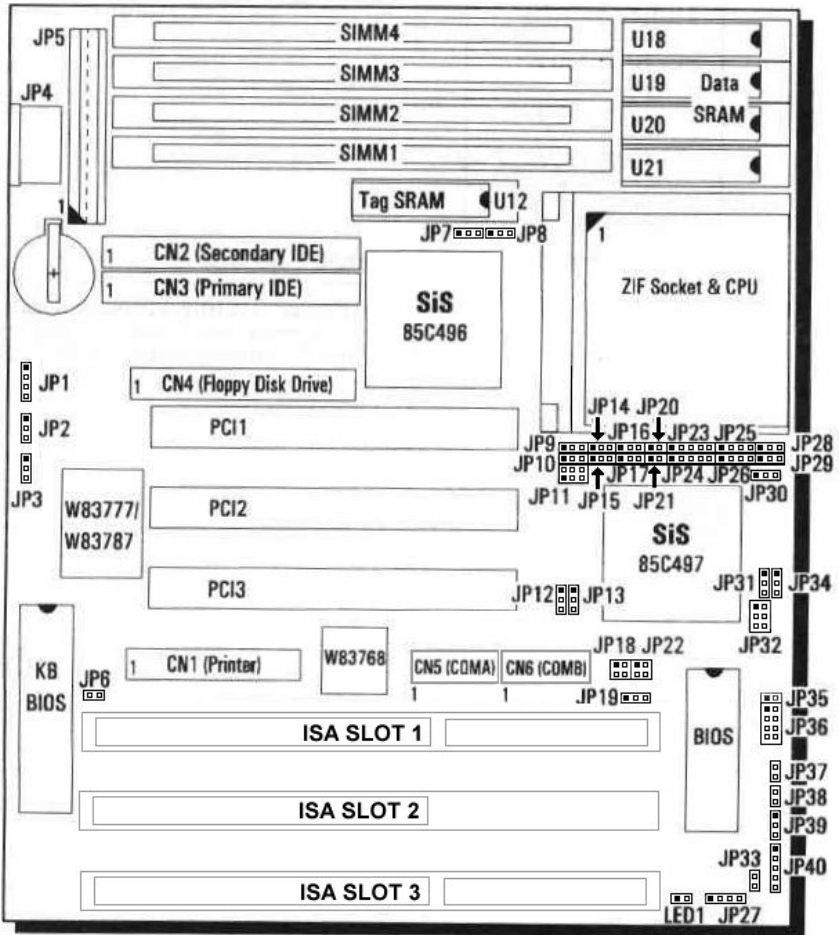 SIMM4
JP5
U18
SIMM3
U19 Data
JP4
SRAM
SIMM2
U20
SIMM1
U21
1
Tag SRAM U12
JP7 JP8
1
1 CN2 (Secondary IDE)
1 CN3 (Primary IDE)
ZIF Socket & CPU
SiS
85C496
JP1
1 CN4 (Floppy Disk Drive)
JP2
PCI1
JP14 JP20
JP9 JP16 JP23 JP25 JP28
JP10 JP29
JP11 JP17 JP24 JP26 JP30
JP15 JP21
JP3
W83777/
W83787
PCI2
SiS
85C497
PCI3
JP12 JP13
JP31 JP34
JP32
KB
BIOS
JP6
1 CN1 (Printer)
W83768
CN5 (COMA) CN6 (COMB)
1 1
JP18 JP22
JP19
JP35
JP36
BIOS
ISA SLOT 1
JP37
JP38
ISA SLOT 2
JP39
JP33 JP40
ISA SLOT 3
LED1 JP27